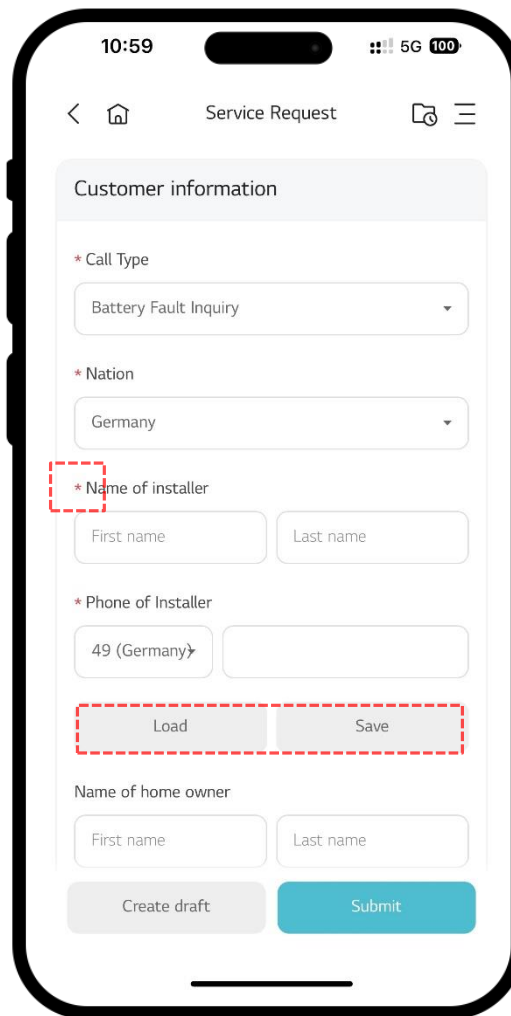 10:59
5G 100
Service Request
Customer information
* Call Type
Battery Fault Inquiry
* Nation
Germany
* Name of installer
First name Last name
* Phone of Installer
49 (Germany)
Load Save
Name of home owner
First name Last name
Create draft Submit